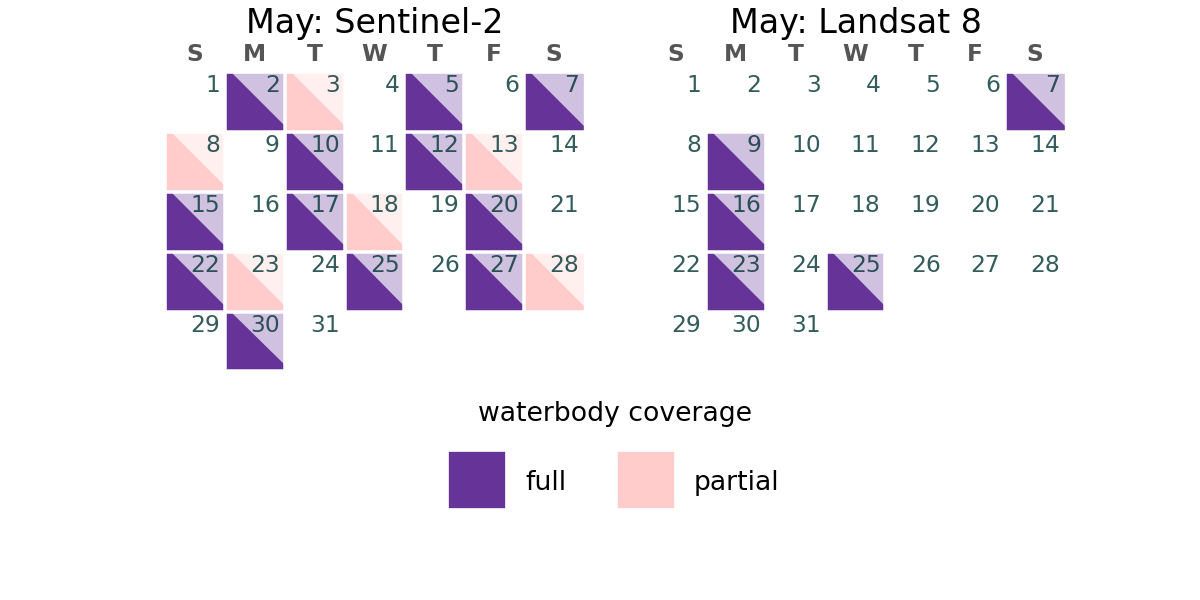 May: Sentinel-2
S M T W T F S
1 2 3 4 5 6 7
8 9 10 11 12 13 14
15 16 17 18 19 20 21
22 23 24 25 26 27 28
29 30 31
May: Landsat 8
S M T W T F S
1 2 3 4 5 6 7
8 9 10 11 12 13 14
15 16 17 18 19 20 21
22 23 24 25 26 27 28
29 30 31
waterbody coverage
full
partial